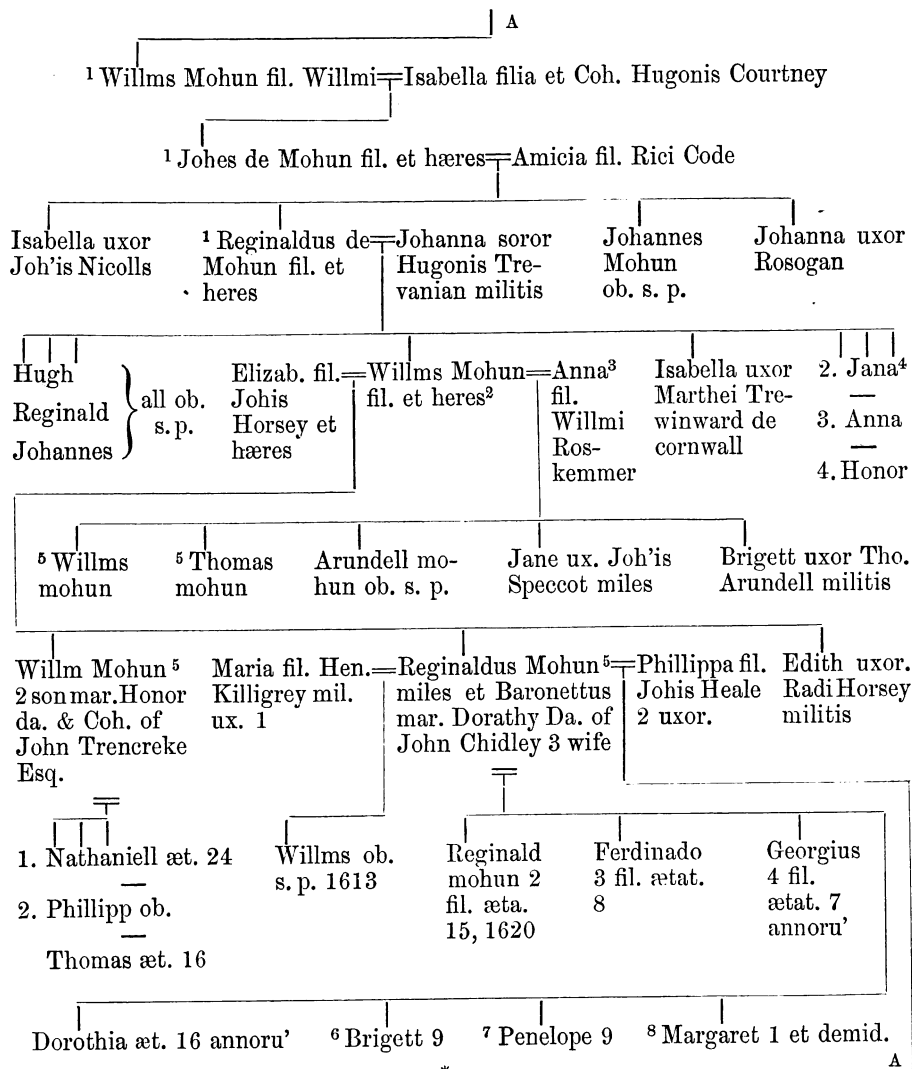 A
¹ Willms Mohun fil. Willmi=Isabella filia et Coh. Hugonis Courtney
¹ Johes de Mohun fil. et hæres=Amicia fil. Rici Code
Isabella uxor
Joh'is Nicolls
¹ Reginaldus de
Mohun fil. et
heres
=Johanna soror
Hugonis Tre-
vanian militis
Johannes
Mohun
ob. s. p.
Johanna uxor
Rosogan
Hugh
Reginald
Johannes
all ob.
s. p.
Elizab. fil.
Johis
Horsey et
hæres
=Willms Mohun=
fil. et heres²
Anna³
fil.
Willmi
Ros-
kemmer
Isabella uxor
Marthei Tre-
winward de
cornwall
2. Jana⁴
—
3. Anna
—
4. Honor
⁵ Willms
mohun
⁵ Thomas
mohun
Arundell mo-
hun ob. s. p.
Jane ux. Joh'is
Speccot miles
Brigett uxor Tho.
Arundell militis
Willm Mohun ⁵
2 son mar. Honor
da. & Coh. of
John Trencreke
Esq.
Maria fil. Hen.
Killigrey mil.
ux. 1
=Reginaldus Mohun ⁵=
miles et Baronettus
mar. Dorathy Da. of
John Chidley 3 wife
Phillippa fil.
Johis Heale
2 uxor.
Edith uxor.
Radi Horsey
militis
1. Nathaniell æt. 24
—
2. Phillipp ob.
—
Thomas æt. 16
Willms ob.
s. p. 1613
Reginald
mohun 2
fil. æta.
15, 1620
Ferdinado
3 fil. ætat.
8
Georgius
4 fil.
ætat. 7
annoru'
Dorothia æt. 16 annoru'
⁶ Brigett 9
⁷ Penelope 9
⁸ Margaret 1 et demid.
*
A